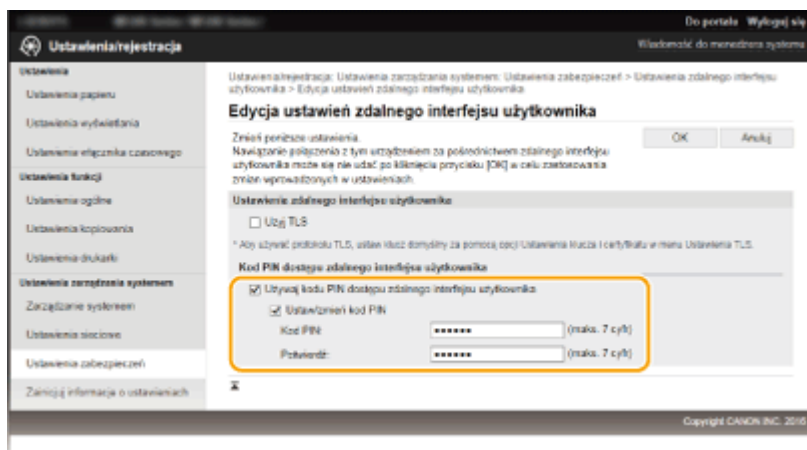 Do portalu Wyloguj się
Ustawienia/rejestracja
Wiadomość do menedżera systemu
Ustawienia
Ustawienia papieru
Ustawienia wyświetlania
Ustawienia włącznika czasowego
Ustawienia funkcji
Ustawienia ogólne
Ustawienia kopiowania
Ustawienia drukarki
Ustawienia zarządzania systemem
Zarządzanie systemem
Ustawienia sieciowe
Ustawienia zabezpieczeń
Zainicjuj informacje o ustawieniach
Ustawienia/rejestracja: Ustawienia zarządzania systemem: Ustawienia zabezpieczeń > Ustawienia zdalnego interfejsu
użytkownika > Edycja ustawień zdalnego interfejsu użytkownika
Edycja ustawień zdalnego interfejsu użytkownika
Zmień poniższe ustawienia.
Nawiązanie połączenia z tym urządzeniem za pośrednictwem zdalnego interfejsu
użytkownika może się nie udać po kliknięciu przycisku [OK] w celu zastosowania
zmian wprowadzonych w ustawieniach.
OK Anuluj
Ustawienia zdalnego interfejsu użytkownika
Użyj TLS
* Aby używać protokołu TLS, ustaw klucz domyślny za pomocą opcji Ustawienia klucza i certyfikatu w menu Ustawienia TLS.
Kod PIN dostępu zdalnego interfejsu użytkownika
Używaj kodu PIN dostępu zdalnego interfejsu użytkownika
Ustaw/zmień kod PIN
Kod PIN: ••••••• (maks. 7 cyfr)
Potwierdź: ••••••• (maks. 7 cyfr)
Copyright CANON INC. 2016